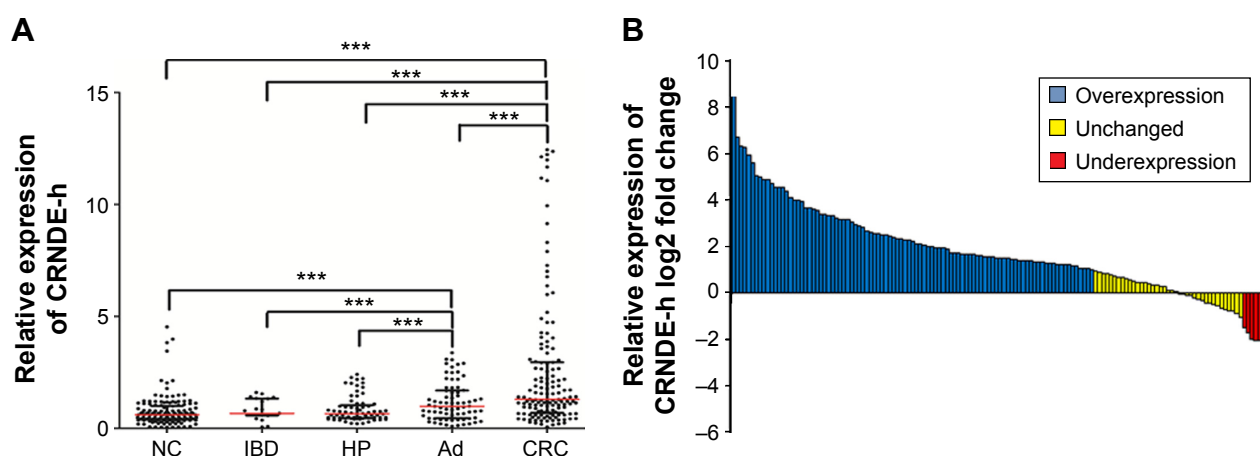 A
***
***
***
***
15
10
5
0
Relative expression
of CRNDE-h
***
***
***
NC IBD HP Ad CRC
B
10
8
6
4
2
0
–2
–4
–6
Relative expression of
CRNDE-h log2 fold change
Overexpression
Unchanged
Underexpression